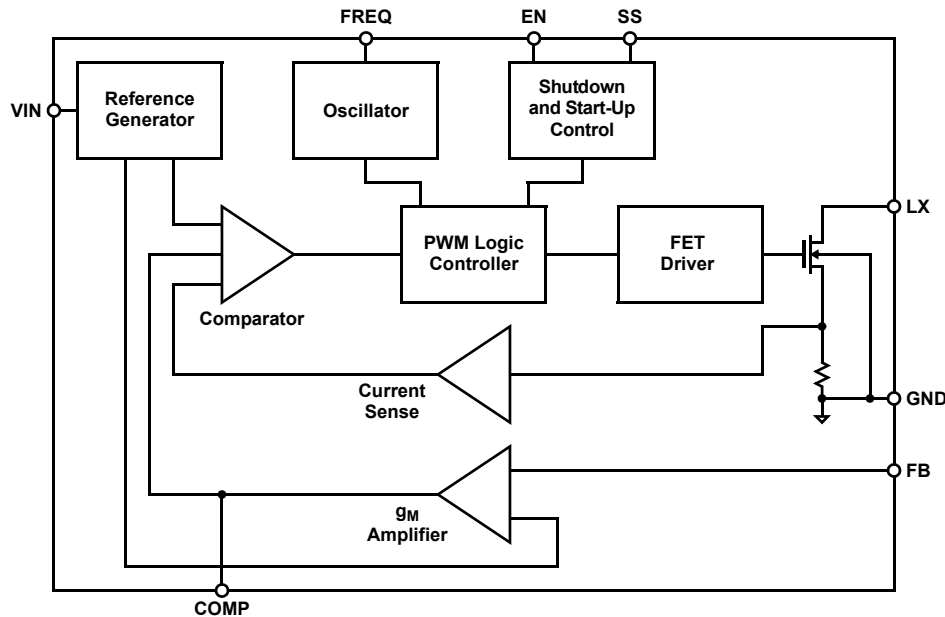 FREQ
EN
SS
VIN
Reference
Generator
Oscillator
Shutdown
and Start-Up
Control
LX
PWM Logic
Controller
FET
Driver
Comparator
Current
Sense
GND
FB
gM
Amplifier
COMP